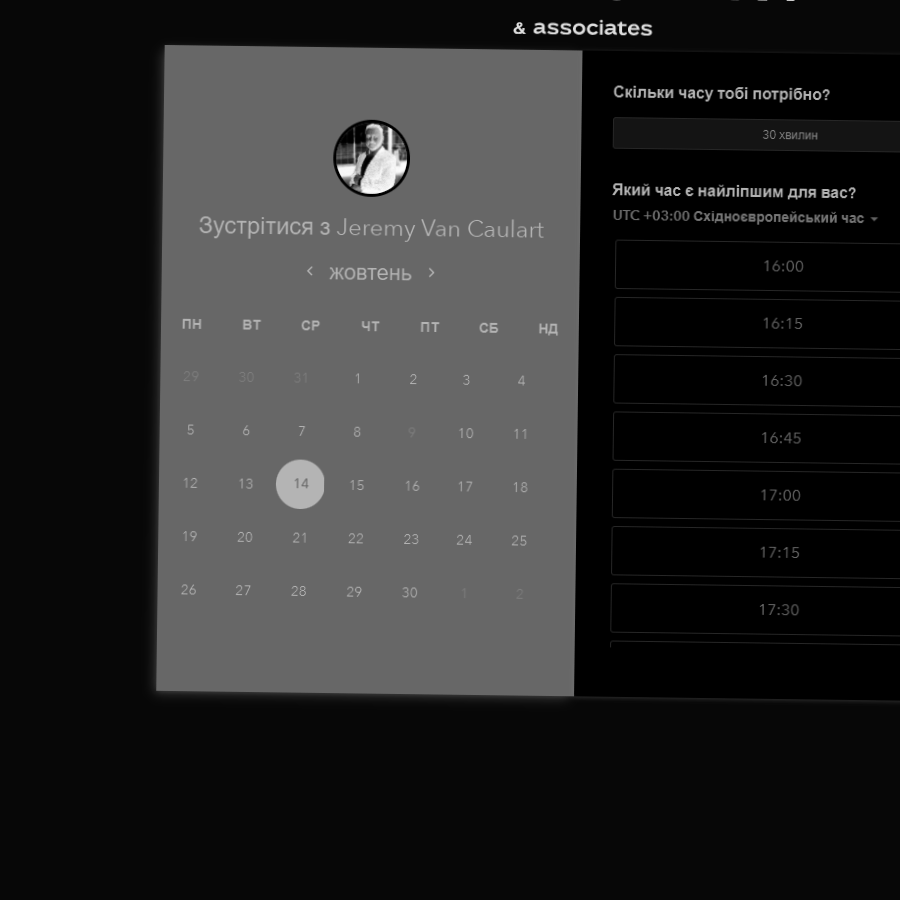 & associates
Зустрітися з Jeremy Van Caulart
жовтень
ПН ВТ СР ЧТ ПТ СБ НД
29 30 31 1 2 3 4
5 6 7 8 9 10 11
12 13 14 15 16 17 18
19 20 21 22 23 24 25
26 27 28 29 30 1 2
Скільки часу тобі потрібно?
30 хвилин
Який час є найліпшим для вас?
UTC +03:00 Східноєвропейський час
16:00
16:15
16:30
16:45
17:00
17:15
17:30